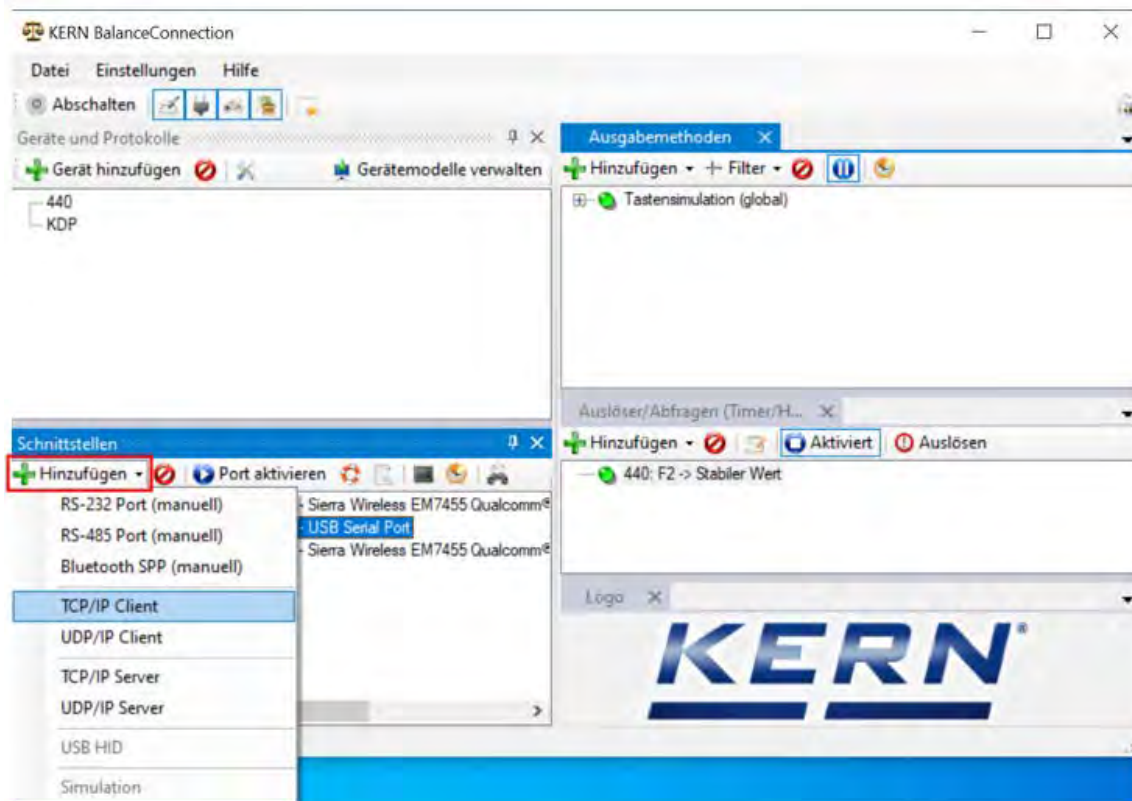 KERN BalanceConnection
Datei Einstellungen Hilfe
Abschalten
Geräte und Protokolle
Gerät hinzufügen Gerätemodelle verwalten
440
KDP
Ausgabemethoden
Hinzufügen Filter
Tastensimulation (global)
Auslöser/Abfragen (Timer/H...
Hinzufügen Aktiviert Auslösen
440: F2 -> Stabiler Wert
Schnittstellen
Hinzufügen Port aktivieren
- Sierra Wireless EM7455 Qualcomm®
- USB Serial Port
- Sierra Wireless EM7455 Qualcomm®
RS-232 Port (manuell)
RS-485 Port (manuell)
Bluetooth SPP (manuell)
TCP/IP Client
UDP/IP Client
TCP/IP Server
UDP/IP Server
USB HID
Simulation
Logo
KERN®